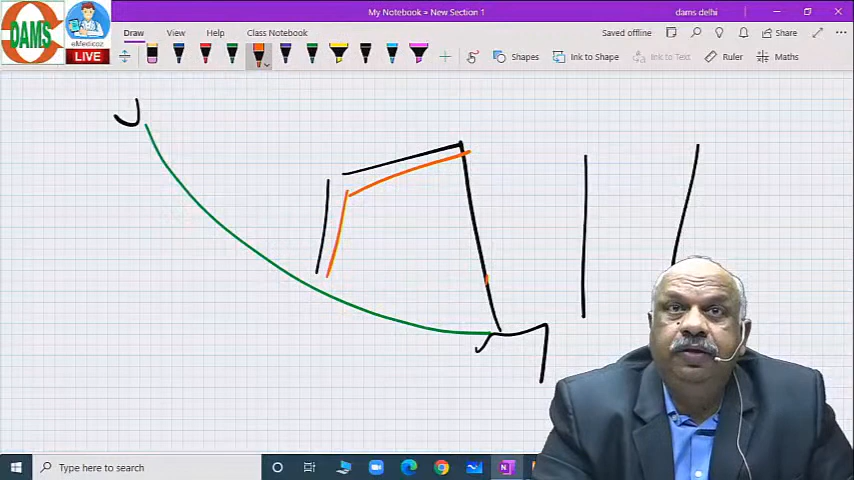 DAMS
eMedicoz
LIVE
My Notebook » New Section 1
dams delhi
Draw
View
Help
Class Notebook
Saved offline
Share
Shapes
Ink to Shape
Ink to Text
Ruler
Maths
Type here to search